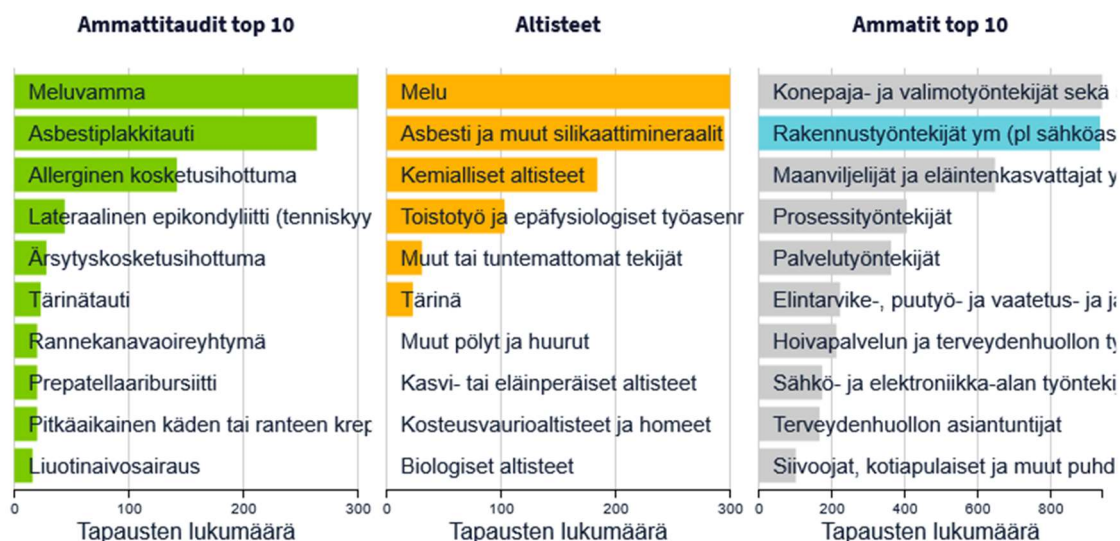 Ammattitaudit top 10
Meluvamma
Asbestiplakkitauti
Allerginen kosketusihottuma
Lateraalinen epikondyliitti (tenniskyy
Ärsytyskosketusihottuma
Tärinätauti
Rannekanavaoireyhtymä
Prepatellaaribursiitti
Pitkäaikainen käden tai ranteen krep
Liuotinaivosairaus
0 100 200 300
Tapausten lukumäärä
Altisteet
Melu
Asbesti ja muut silikaattimineraalit
Kemialliset altisteet
Toistotyö ja epäfysiologiset työasenr
Muut tai tuntemattomat tekijät
Tärinä
Muut pölyt ja huurut
Kasvi- tai eläinperäiset altisteet
Kosteusvaurioaltisteet ja homeet
Biologiset altisteet
0 100 200 300
Tapausten lukumäärä
Ammatit top 10
Konepaja- ja valimotyöntekijät sekä
Rakennustyöntekijät ym (pl sähköas
Maanviljelijät ja eläintenkasvattajat y
Prosessityöntekijät
Palvelutyöntekijät
Elintarvike-, puutyö- ja vaatetus- ja jä
Hoivapalvelun ja terveydenhuollon ty
Sähkö- ja elektroniikka-alan työnteki
Terveydenhuollon asiantuntijat
Siivoojat, kotiapulaiset ja muut puhd
0 200 400 600 800
Tapausten lukumäärä